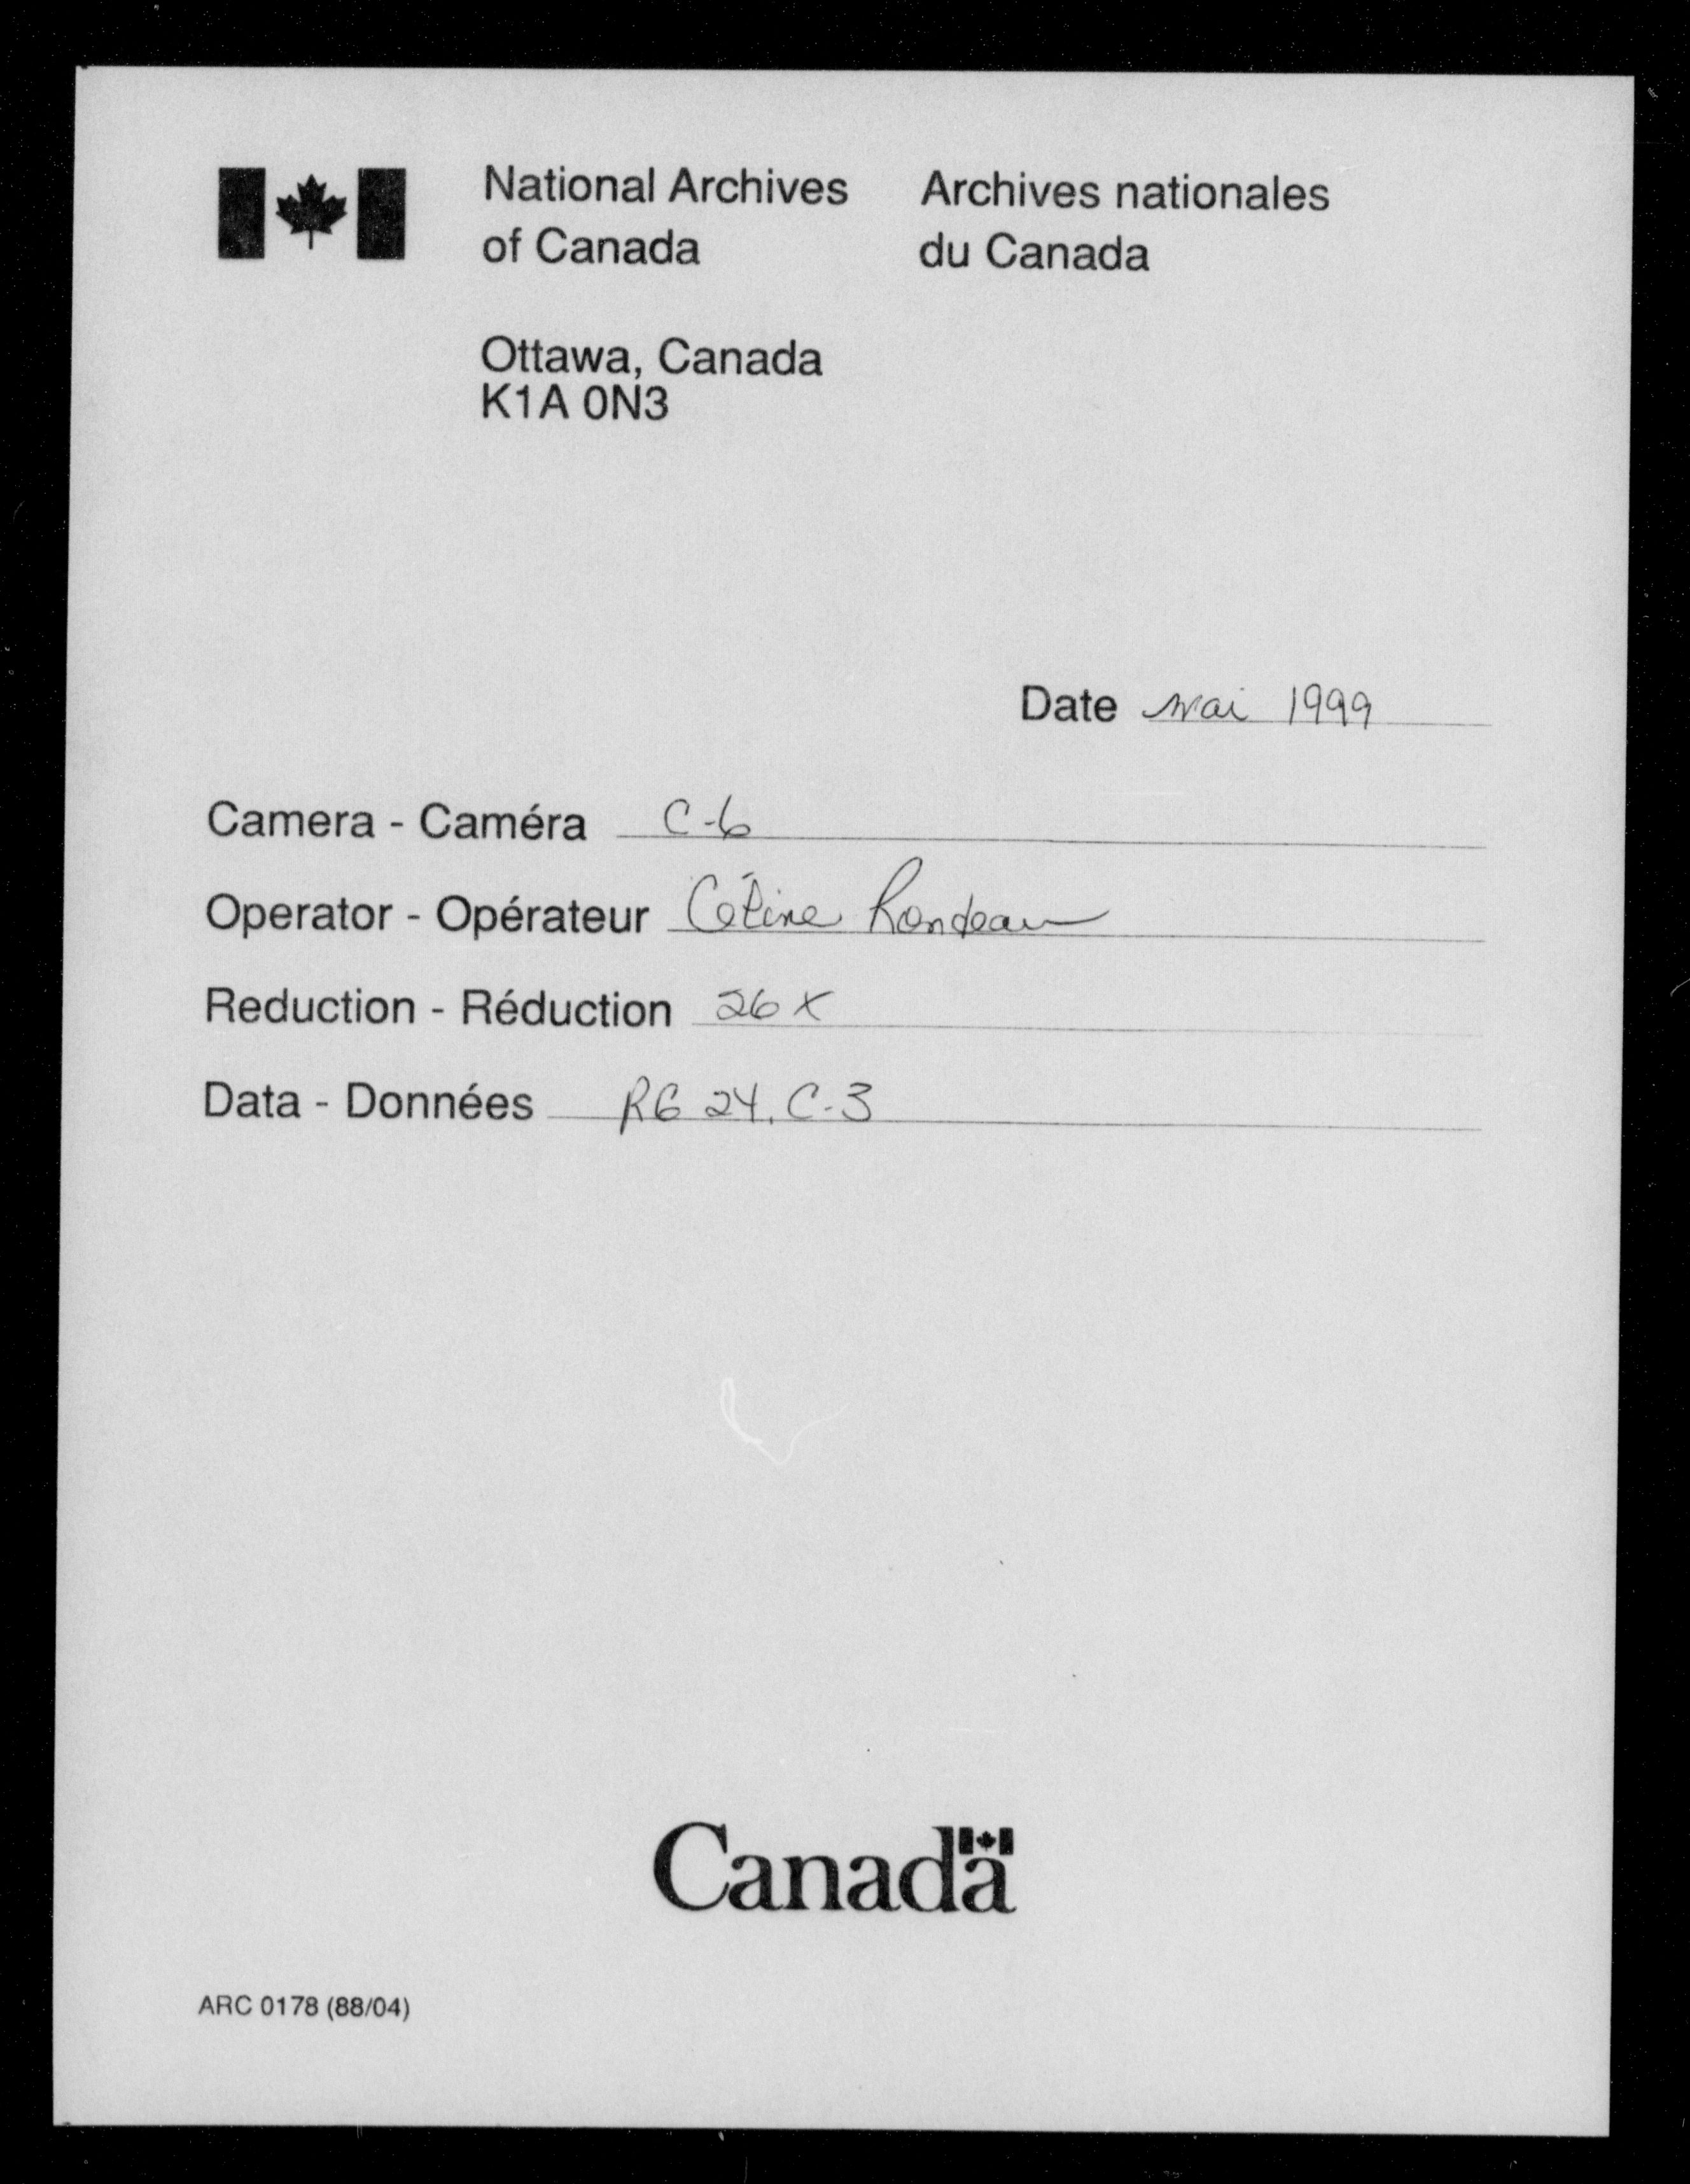 National Archives
of Canada
Archives nationales
du Canada
Ottawa, Canada
K1A 0N3
Date mai 1999
Camera - Caméra C-6
Operator - Opérateur Céline Rondeau
Reduction - Réduction 26X
Data - Données RG 24, C-3
Canada
ARC 0178 (88/04)